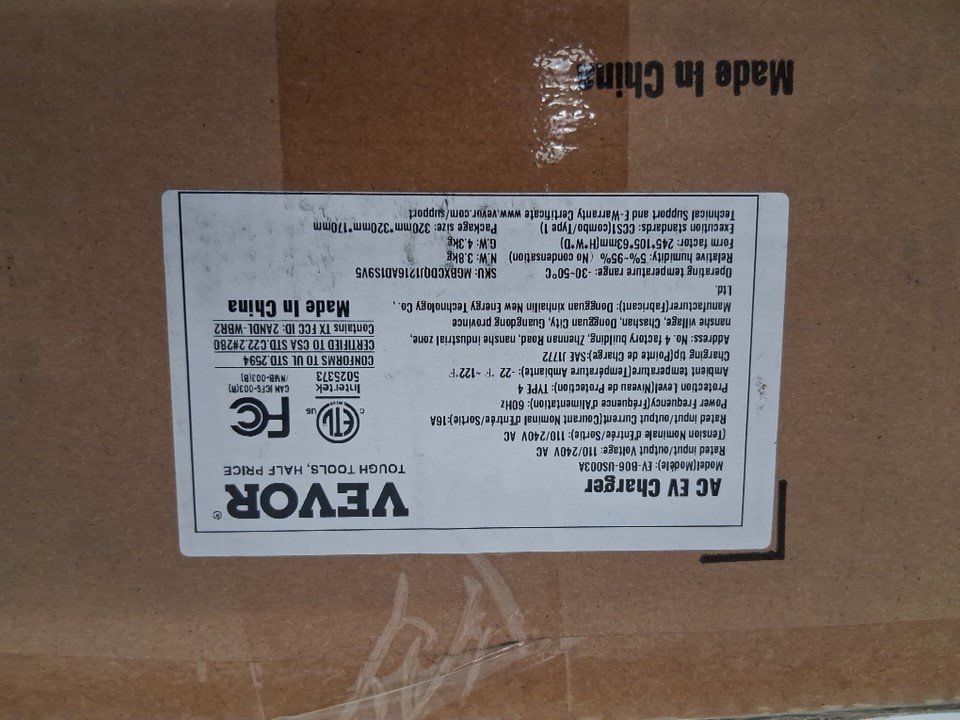 AC EV Charger
Model(Modèle): EV-B06-US003A
Rated input/output Voltage: 110/240V AC
(Tension Nominale d'Entrée/Sortie): 110/240V AC
Rated input/output Current(Courant Nominal d'Entrée/Sortie):16A
Power Frequency(Fréquence d'Alimentation): 60Hz
Protection Level(Niveau de Protection): TYPE 4
Ambient temperature(Température Ambiante): -22 °F ~122°F
Charging tip(Pointe de Charge):SAE J1772
Address: No. 4 factory building, Zhennan Road, nanshe industrial zone,
nanshe village, Chashan, Dongguan City, Guangdong province
Manufacturer(Fabricant): Dongguan xinhailin New Energy Technology Co. ,
Ltd.
Operating temperature range: -30-50°C
Relative humidity: 5%~95% (No condensation)
Form factor: 245*105*63mm(H*W*D)
Execution standards: CCS1(combo/Type 1)
Technical Support and E-Warranty Certificate www.vevor.com/support
VEVOR®
TOUGH TOOLS, HALF PRICE
C ETL US
Intertek
5025373
FC
CAN ICES-003(B)
/NMB-003(B)
CONFORMS TO UL STD.2594
CERTIFIED TO CSA STD.C22.2#280
Contains TX FCC ID: 2ANDL-WBR2
Made In China
SKU: MGBXCDQU1216ADIS9V5
N.W: 3.8kg
G.W: 4.3kg
Package size: 320mm*320mm*170mm
Made In China